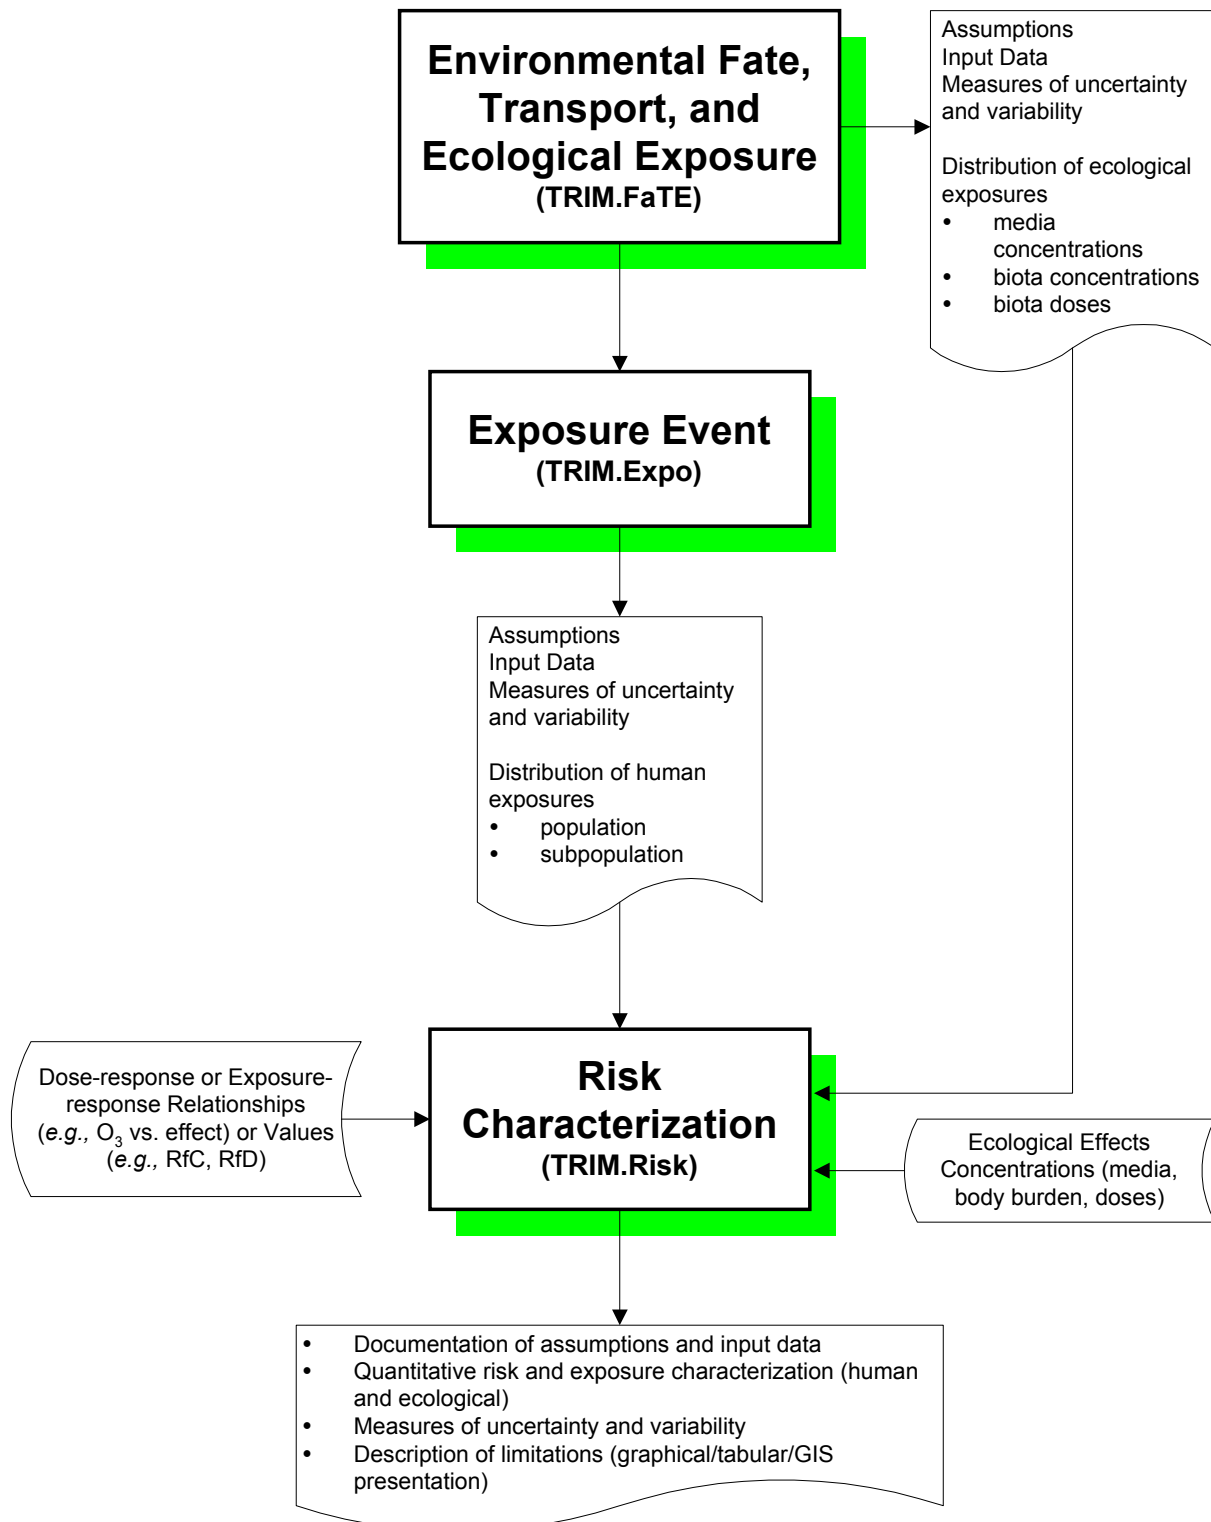 Environmental Fate,
Transport, and
Ecological Exposure
(TRIM.FaTE)
Assumptions
Input Data
Measures of uncertainty
and variability
Distribution of ecological
exposures
• media
concentrations
• biota concentrations
• biota doses
Exposure Event
(TRIM.Expo)
Assumptions
Input Data
Measures of uncertainty
and variability
Distribution of human
exposures
• population
• subpopulation
Dose-response or Exposure-
response Relationships
(e.g., O3 vs. effect) or Values
(e.g., RfC, RfD)
Risk
Characterization
(TRIM.Risk)
Ecological Effects
Concentrations (media,
body burden, doses)
• Documentation of assumptions and input data
• Quantitative risk and exposure characterization (human
and ecological)
• Measures of uncertainty and variability
• Description of limitations (graphical/tabular/GIS
presentation)